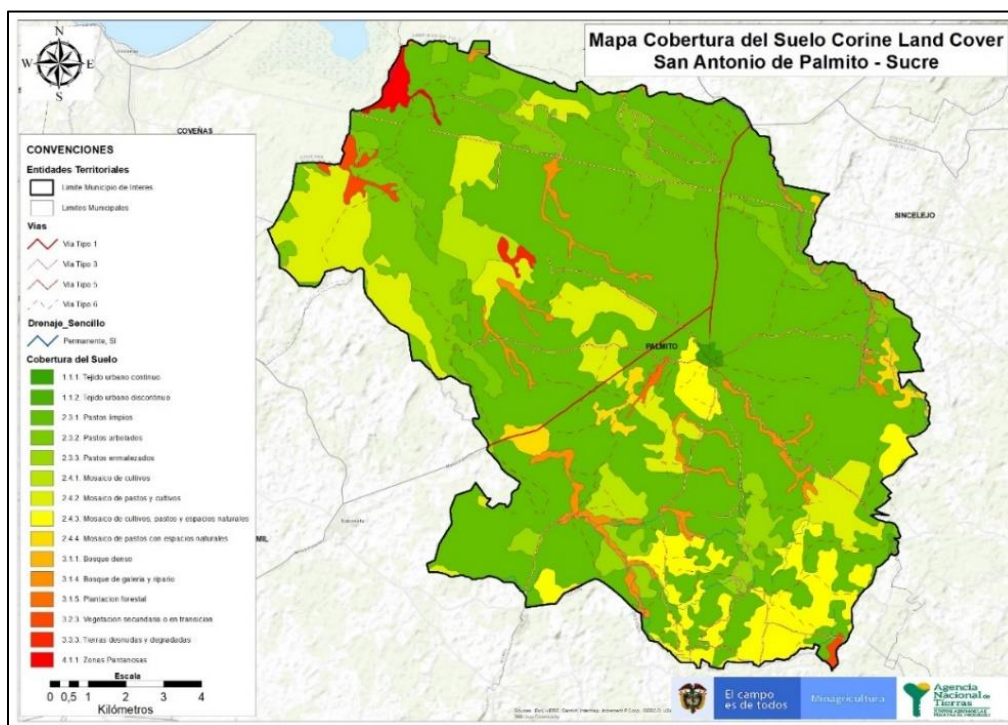 Mapa Cobertura del Suelo Corine Land Cover
San Antonio de Palmito - Sucre
N
W E
S
COVEÑAS
SINCELEJO
PALMITO
MIL
CONVENCIONES
Entidades Territoriales
Limite Municipio de Interes
Limites Municipales
Vias
Via Tipo 1
Via Tipo 3
Via Tipo 5
Via Tipo 6
Drenaje_Sencillo
Permanente, SI
Cobertura del Suelo
1.1.1. Tejido urbano continuo
1.1.2. Tejido urbano discontinuo
2.3.1. Pastos limpios
2.3.2. Pastos arbolados
2.3.3. Pastos enmalezados
2.4.1. Mosaico de cultivos
2.4.2. Mosaico de pastos y cultivos
2.4.3. Mosaico de cultivos, pastos y espacios naturales
2.4.4. Mosaico de pastos con espacios naturales
3.1.1. Bosque denso
3.1.4. Bosque de galeria y ripario
3.1.5. Plantacion forestal
3.2.3. Vegetacion secundaria o en transicion
3.3.3. Tierras desnudas y degradadas
4.1.1. Zonas Pantanosas
Escala
0 0,5 1 2 3 4
Kilómetros
El campo
es de todos
Minagricultura
Agencia
Nacional de
Tierras